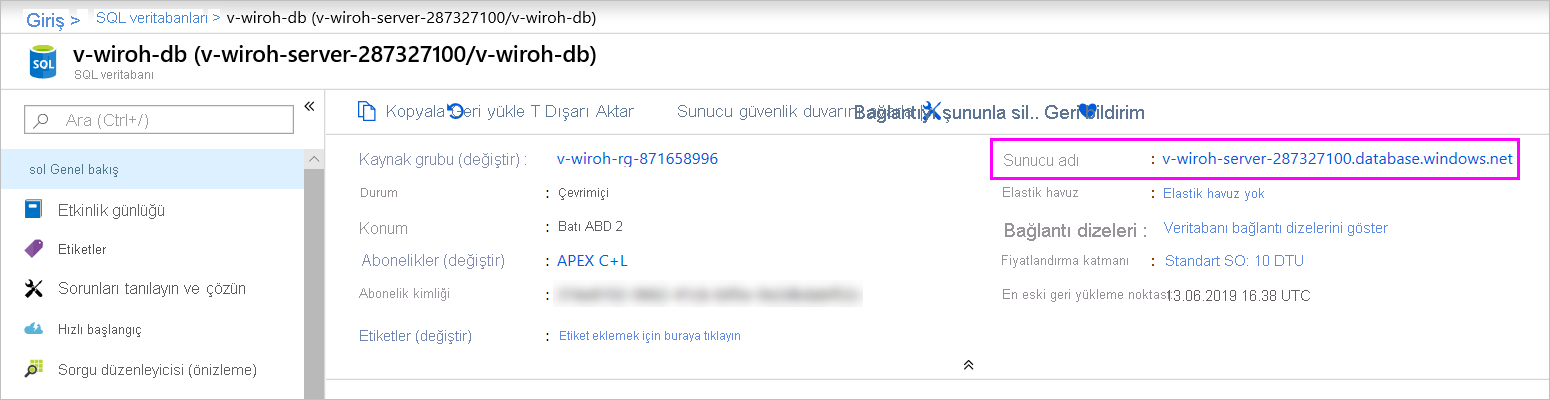 Giriş > SQL veritabanları > v-wiroh-db (v-wiroh-server-287327100/v-wiroh-db)
SQL
v-wiroh-db (v-wiroh-server-287327100/v-wiroh-db)
SQL veritabanı
Ara (Ctrl+/)
«
sol Genel bakış
Etkinlik günlüğü
Etiketler
Sorunları tanılayın ve çözün
Hızlı başlangıç
Sorgu düzenleyicisi (önizleme)
Kopyala Geri yükle T Dışarı Aktar Sunucu güvenlik duvarını şununla sil.. Geri bildirim
Kaynak grubu (değiştir) : v-wiroh-rg-871658996
Durum : Çevrimiçi
Konum : Batı ABD 2
Abonelikler (değiştir) : APEX C+L
Abonelik kimliği :
Etiketler (değiştir) : Etiket eklemek için buraya tıklayın
Sunucu adı : v-wiroh-server-287327100.database.windows.net
Elastik havuz : Elastik havuz yok
Bağlantı dizeleri : Veritabanı bağlantı dizelerini göster
Fiyatlandırma katmanı : Standart SO: 10 DTU
En eski geri yükleme noktası 13.06.2019 16.38 UTC